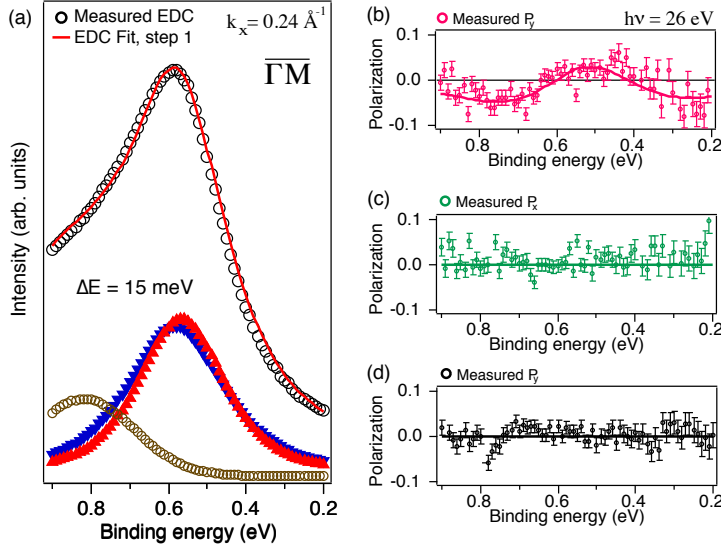 (a)
Measured EDC
EDC Fit, step 1
kx = 0.24 Å-1
ΓM
ΔE = 15 meV
Intensity (arb. units)
0.8 0.6 0.4 0.2
Binding energy (eV)
(b)
Measured Py
hν = 26 eV
Polarization
0.1
0.0
-0.1
0.8 0.6 0.4 0.2
Binding energy (eV)
(c)
Measured Px
Polarization
0.1
0.0
-0.1
0.8 0.6 0.4 0.2
Binding energy (eV)
(d)
Measured Py
Polarization
0.1
0.0
-0.1
0.8 0.6 0.4 0.2
Binding energy (eV)